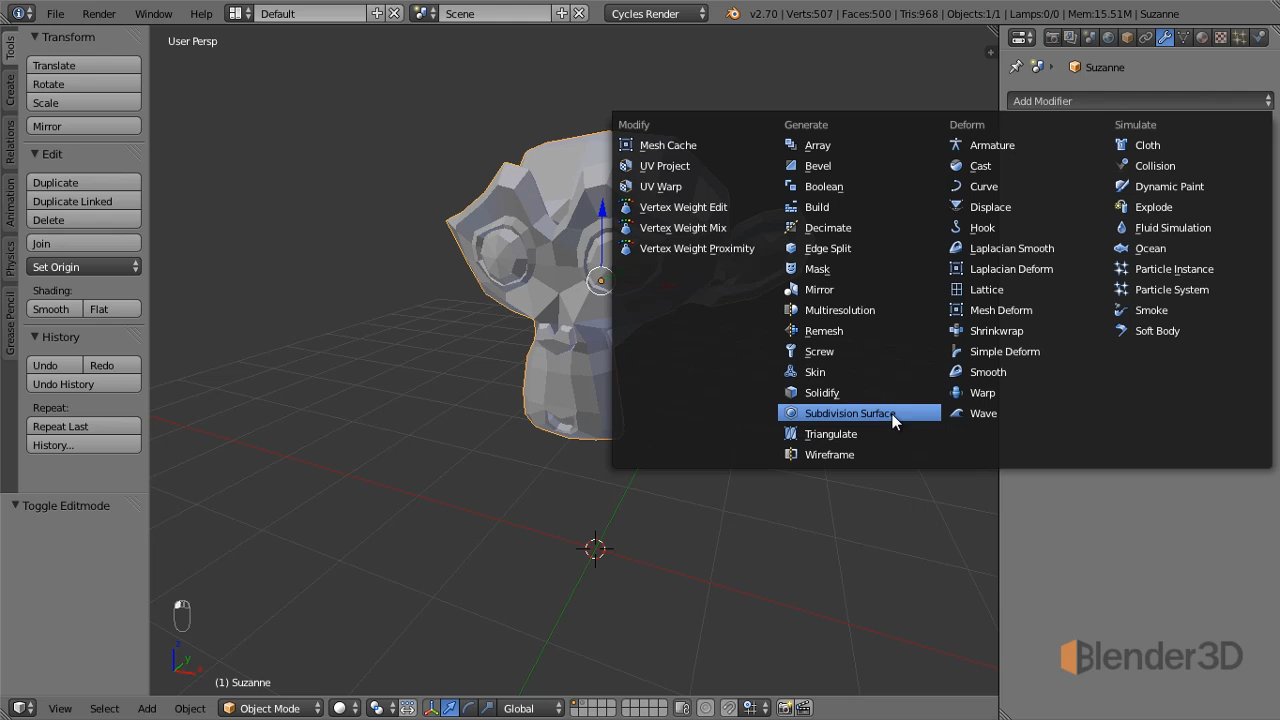 File Render Window Help Default Scene Cycles Render v2.70 | Verts:507 | Faces:500 | Tris:968 | Objects:1/1 | Lamps:0/0 | Mem:15.51M | Suzanne
Tools
Create
Relations
Animation
Physics
Grease Pencil
Transform
Translate
Rotate
Scale
Mirror
Edit
Duplicate
Duplicate Linked
Delete
Join
Set Origin
Shading:
Smooth Flat
History
Undo Redo
Undo History
Repeat:
Repeat Last
History...
Toggle Editmode
User Persp
Suzanne
Add Modifier
Modify
Mesh Cache
UV Project
UV Warp
Vertex Weight Edit
Vertex Weight Mix
Vertex Weight Proximity
Generate
Array
Bevel
Boolean
Build
Decimate
Edge Split
Mask
Mirror
Multiresolution
Remesh
Screw
Skin
Solidify
Subdivision Surface
Triangulate
Wireframe
Deform
Armature
Cast
Curve
Displace
Hook
Laplacian Smooth
Laplacian Deform
Lattice
Mesh Deform
Shrinkwrap
Simple Deform
Smooth
Warp
Wave
Simulate
Cloth
Collision
Dynamic Paint
Explode
Fluid Simulation
Ocean
Particle Instance
Particle System
Smoke
Soft Body
z
y
x
(1) Suzanne
Blender3D
View Select Add Object Object Mode Global